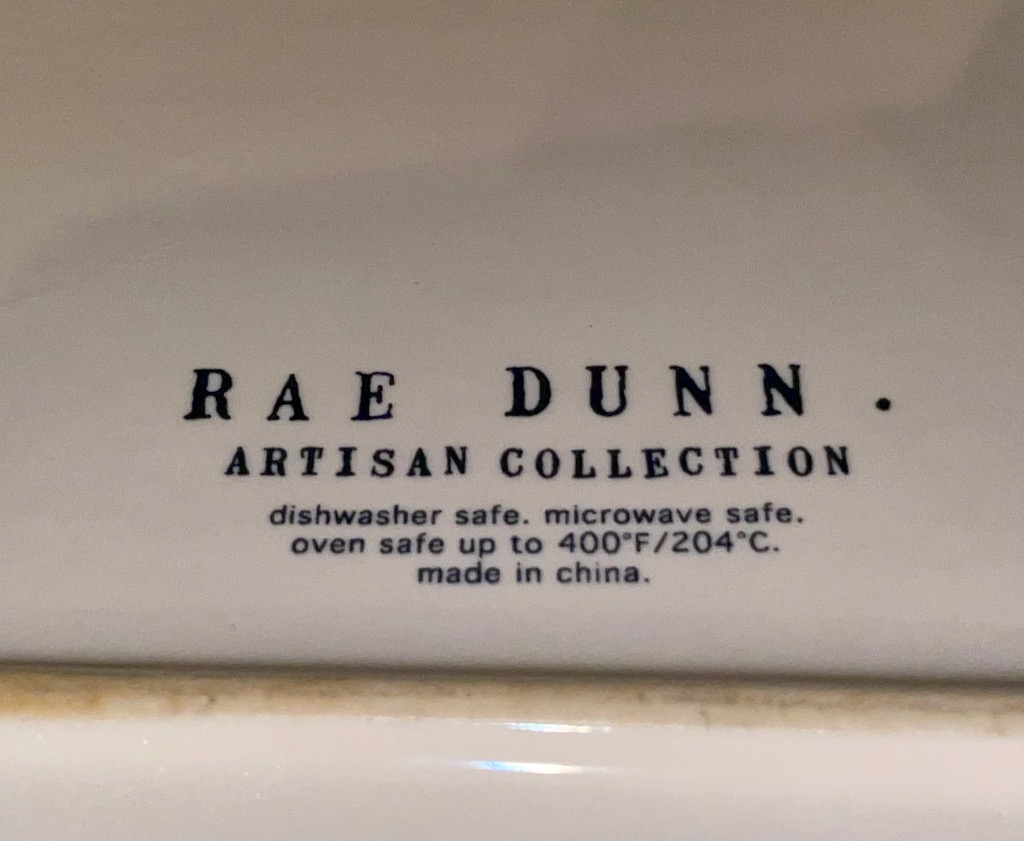 RAE DUNN.
ARTISAN COLLECTION
dishwasher safe. microwave safe.
oven safe up to 400°F/204°C.
made in china.